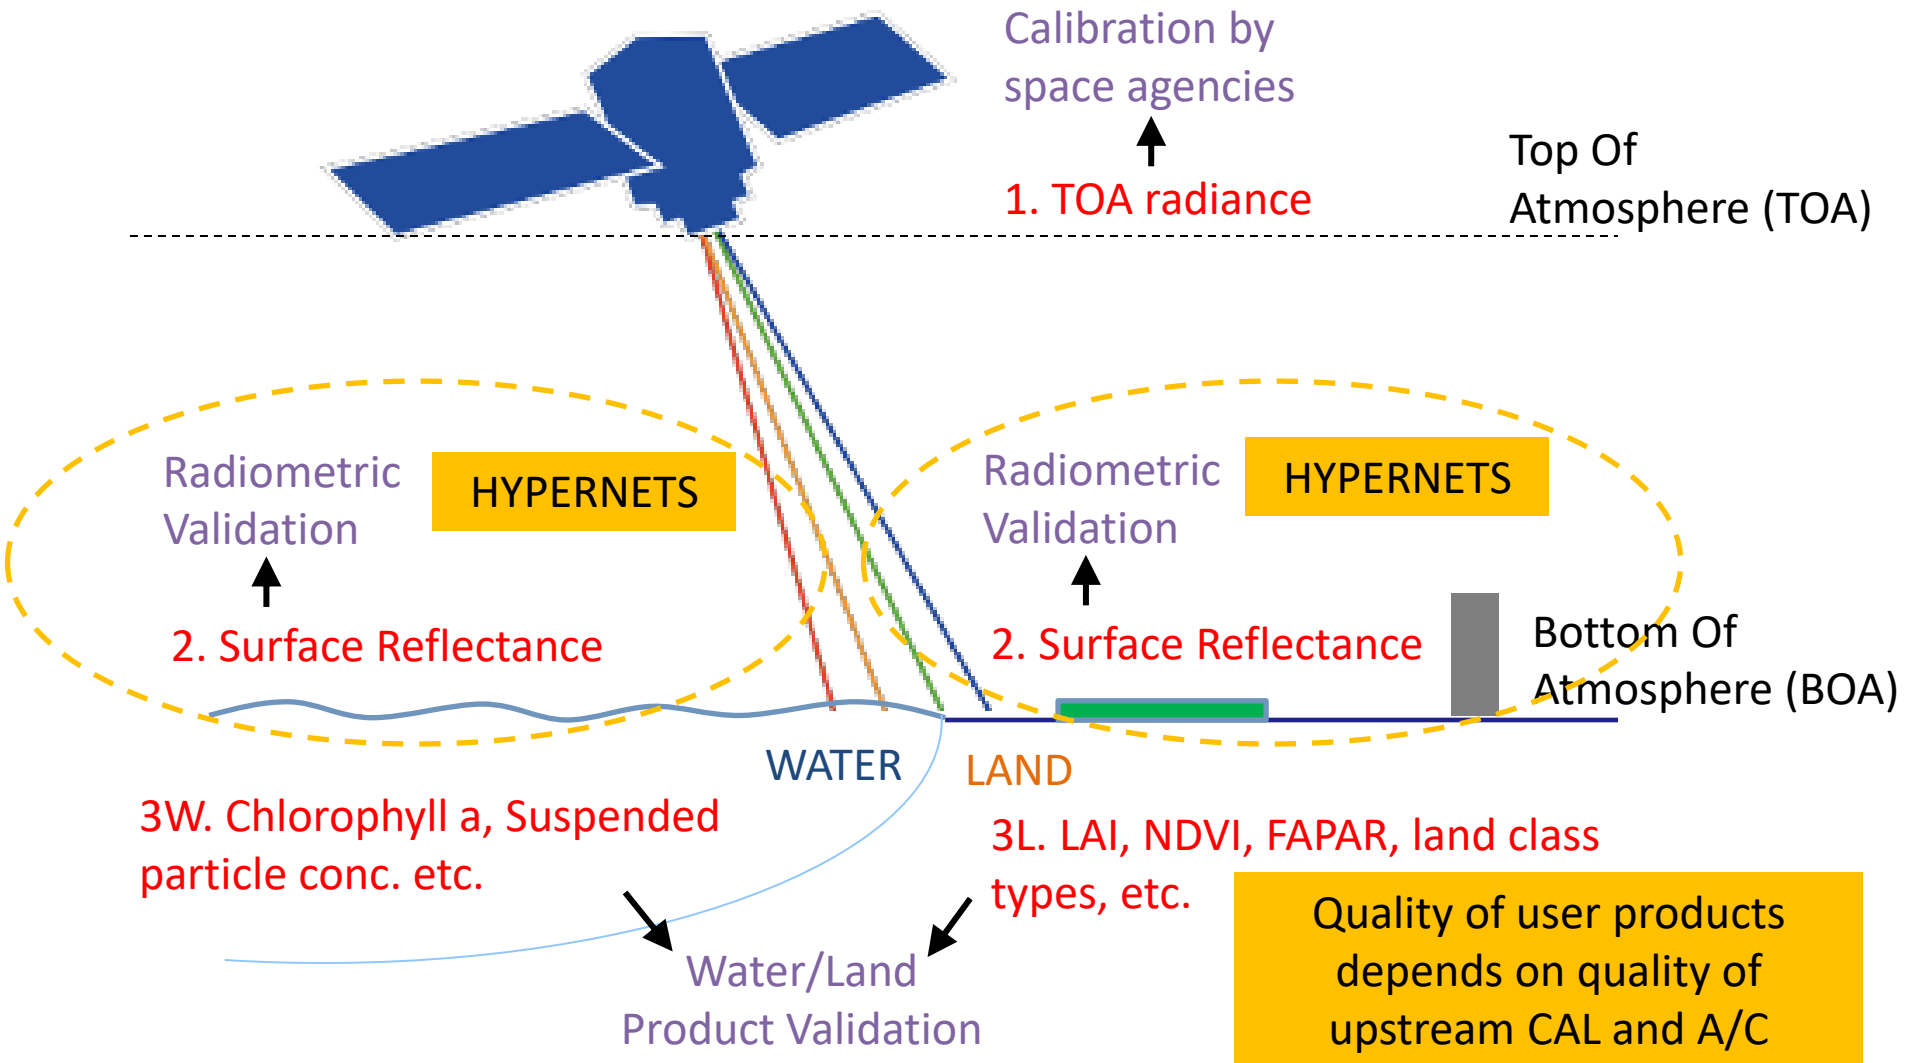 Calibration by
space agencies
1. TOA radiance
Top Of
Atmosphere (TOA)
Radiometric
Validation
HYPERNETS
2. Surface Reflectance
Radiometric
Validation
HYPERNETS
2. Surface Reflectance
Bottom Of
Atmosphere (BOA)
WATER
LAND
3W. Chlorophyll a, Suspended
particle conc. etc.
3L. LAI, NDVI, FAPAR, land class
types, etc.
Water/Land
Product Validation
Quality of user products
depends on quality of
upstream CAL and A/C